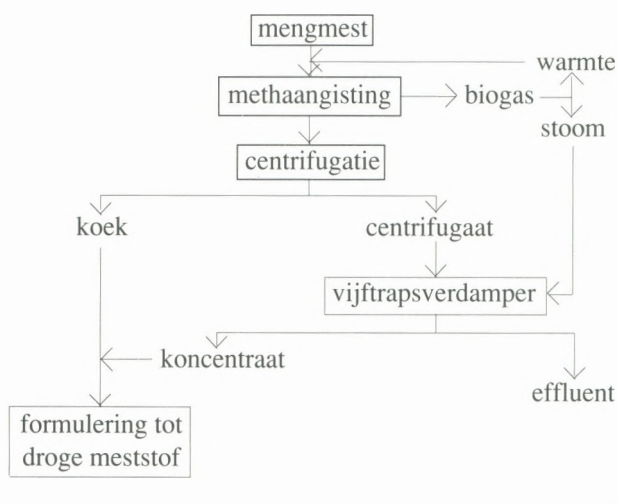 mengmest
warmte
methaangisting
biogas
stoom
centrifugatie
koek
centrifugaat
vijftrapsverdamper
koncentraat
effluent
formulering tot
droge meststof